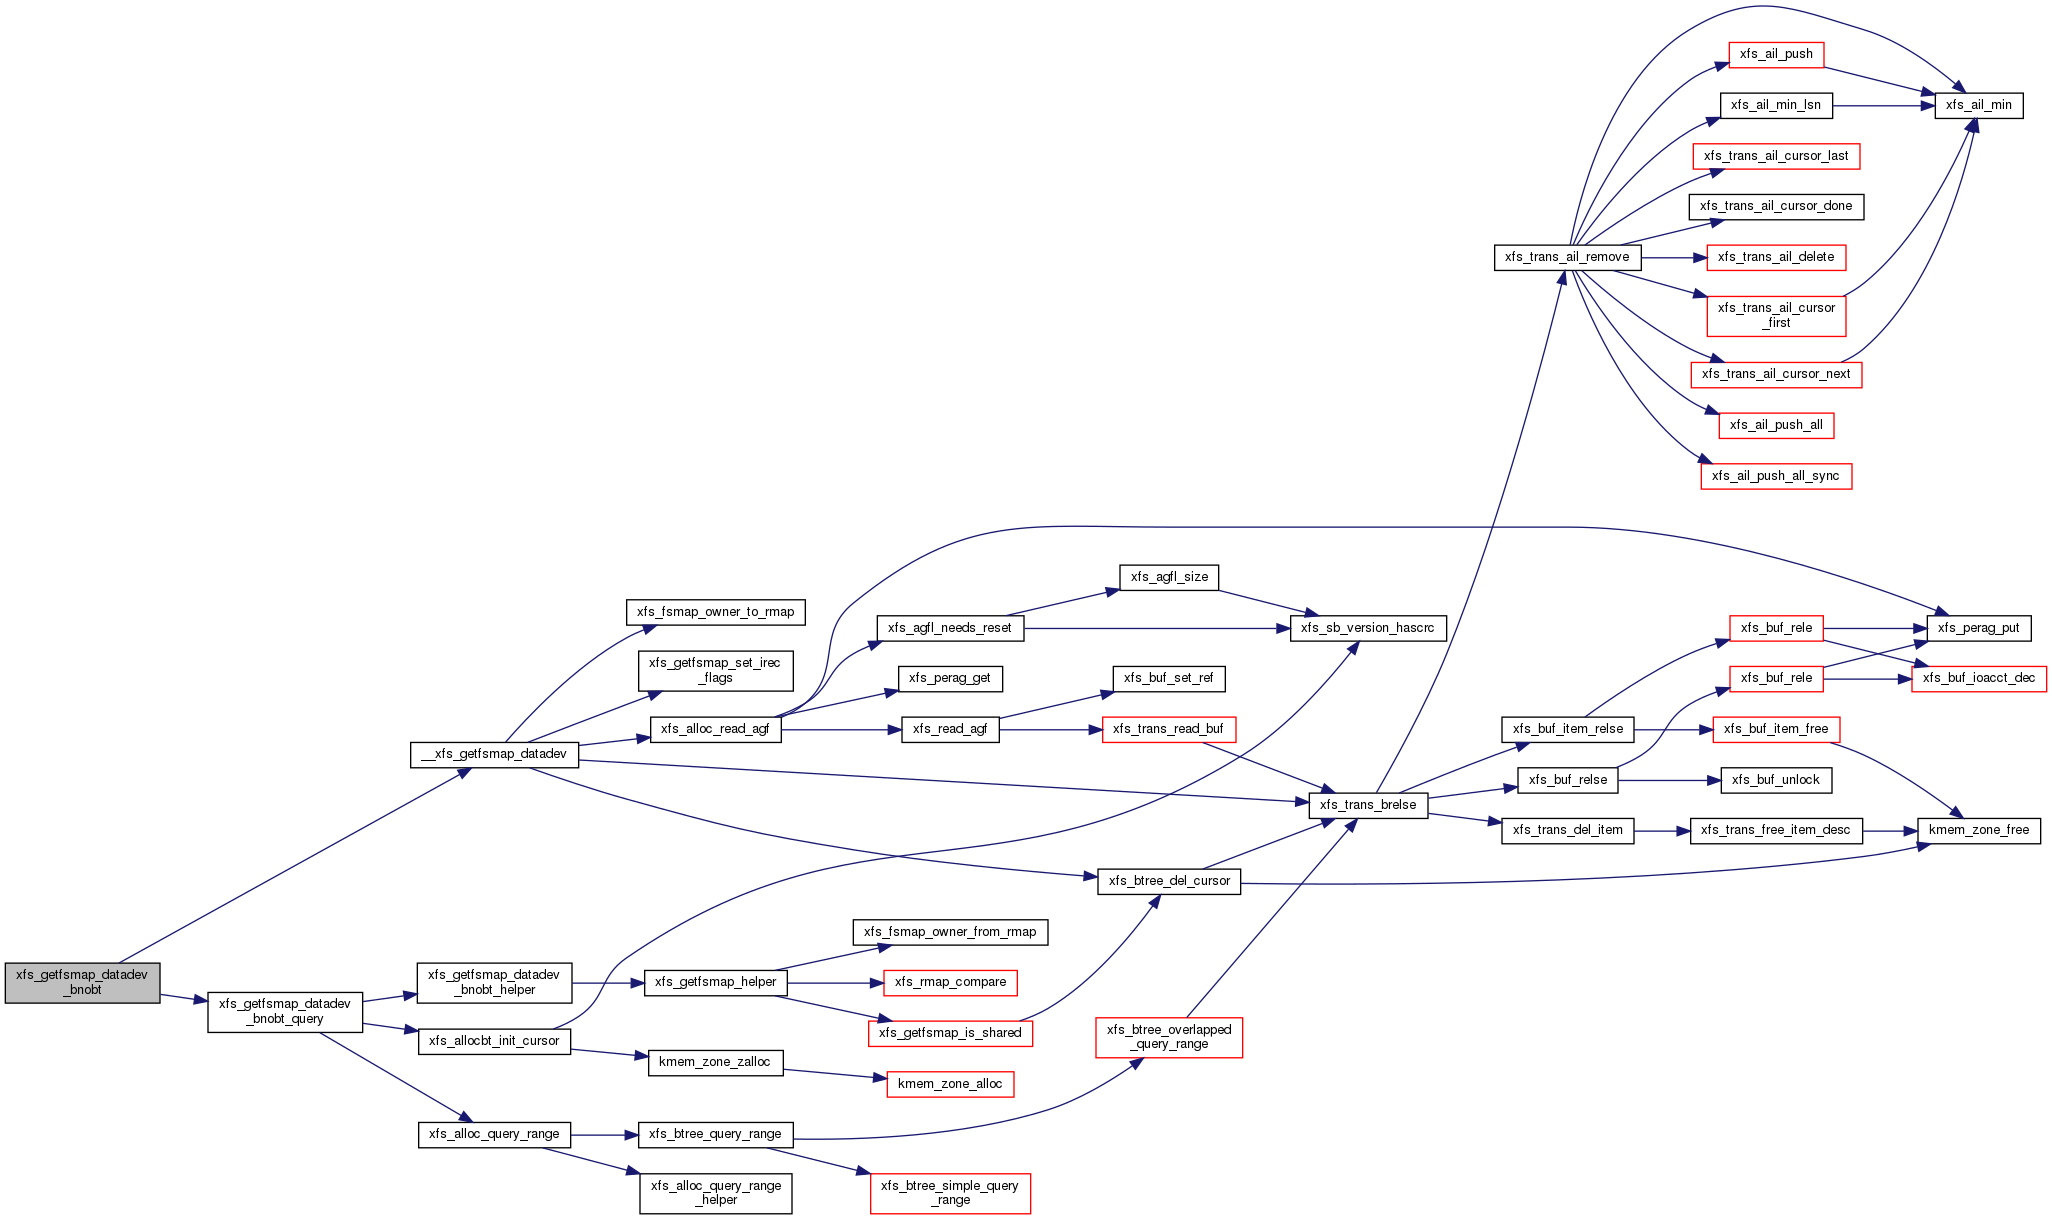 xfs_ail_push
xfs_ail_min_lsn
xfs_ail_min
xfs_trans_ail_cursor_last
xfs_trans_ail_cursor_done
xfs_trans_ail_remove
xfs_trans_ail_delete
xfs_trans_ail_cursor
_first
xfs_trans_ail_cursor_next
xfs_ail_push_all
xfs_ail_push_all_sync
xfs_agfl_size
xfs_fsmap_owner_to_rmap
xfs_agfl_needs_reset
xfs_sb_version_hascrc
xfs_buf_rele
xfs_perag_put
xfs_getfsmap_set_irec
_flags
xfs_perag_get
xfs_buf_set_ref
xfs_buf_rele
xfs_buf_ioacct_dec
xfs_alloc_read_agf
xfs_read_agf
xfs_trans_read_buf
xfs_buf_item_relse
xfs_buf_item_free
__xfs_getfsmap_datadev
xfs_buf_relse
xfs_buf_unlock
xfs_trans_brelse
xfs_trans_del_item
xfs_trans_free_item_desc
kmem_zone_free
xfs_btree_del_cursor
xfs_fsmap_owner_from_rmap
xfs_getfsmap_datadev
_bnobt
xfs_getfsmap_datadev
_bnobt_helper
xfs_getfsmap_helper
xfs_rmap_compare
xfs_getfsmap_datadev
_bnobt_query
xfs_getfsmap_is_shared
xfs_btree_overlapped
_query_range
xfs_allocbt_init_cursor
kmem_zone_zalloc
kmem_zone_alloc
xfs_alloc_query_range
xfs_btree_query_range
xfs_alloc_query_range
_helper
xfs_btree_simple_query
_range